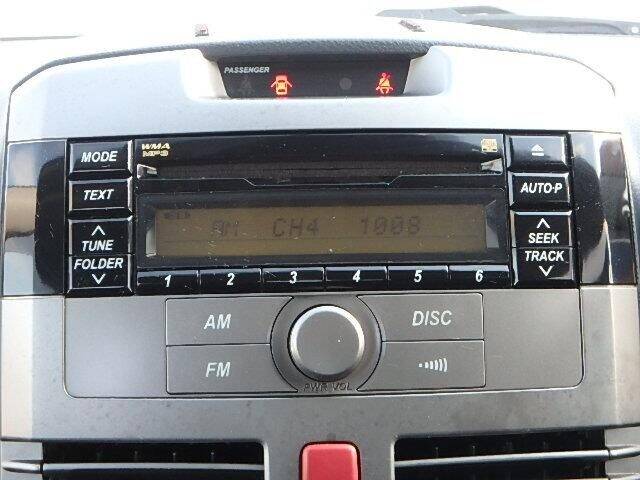 PASSENGER
WMA
MP3
MODE
TEXT
TUNE
FOLDER
AM CH4 1008
AUTO·P
SEEK
TRACK
1 2 3 4 5 6
AM
DISC
FM
PWR VOL